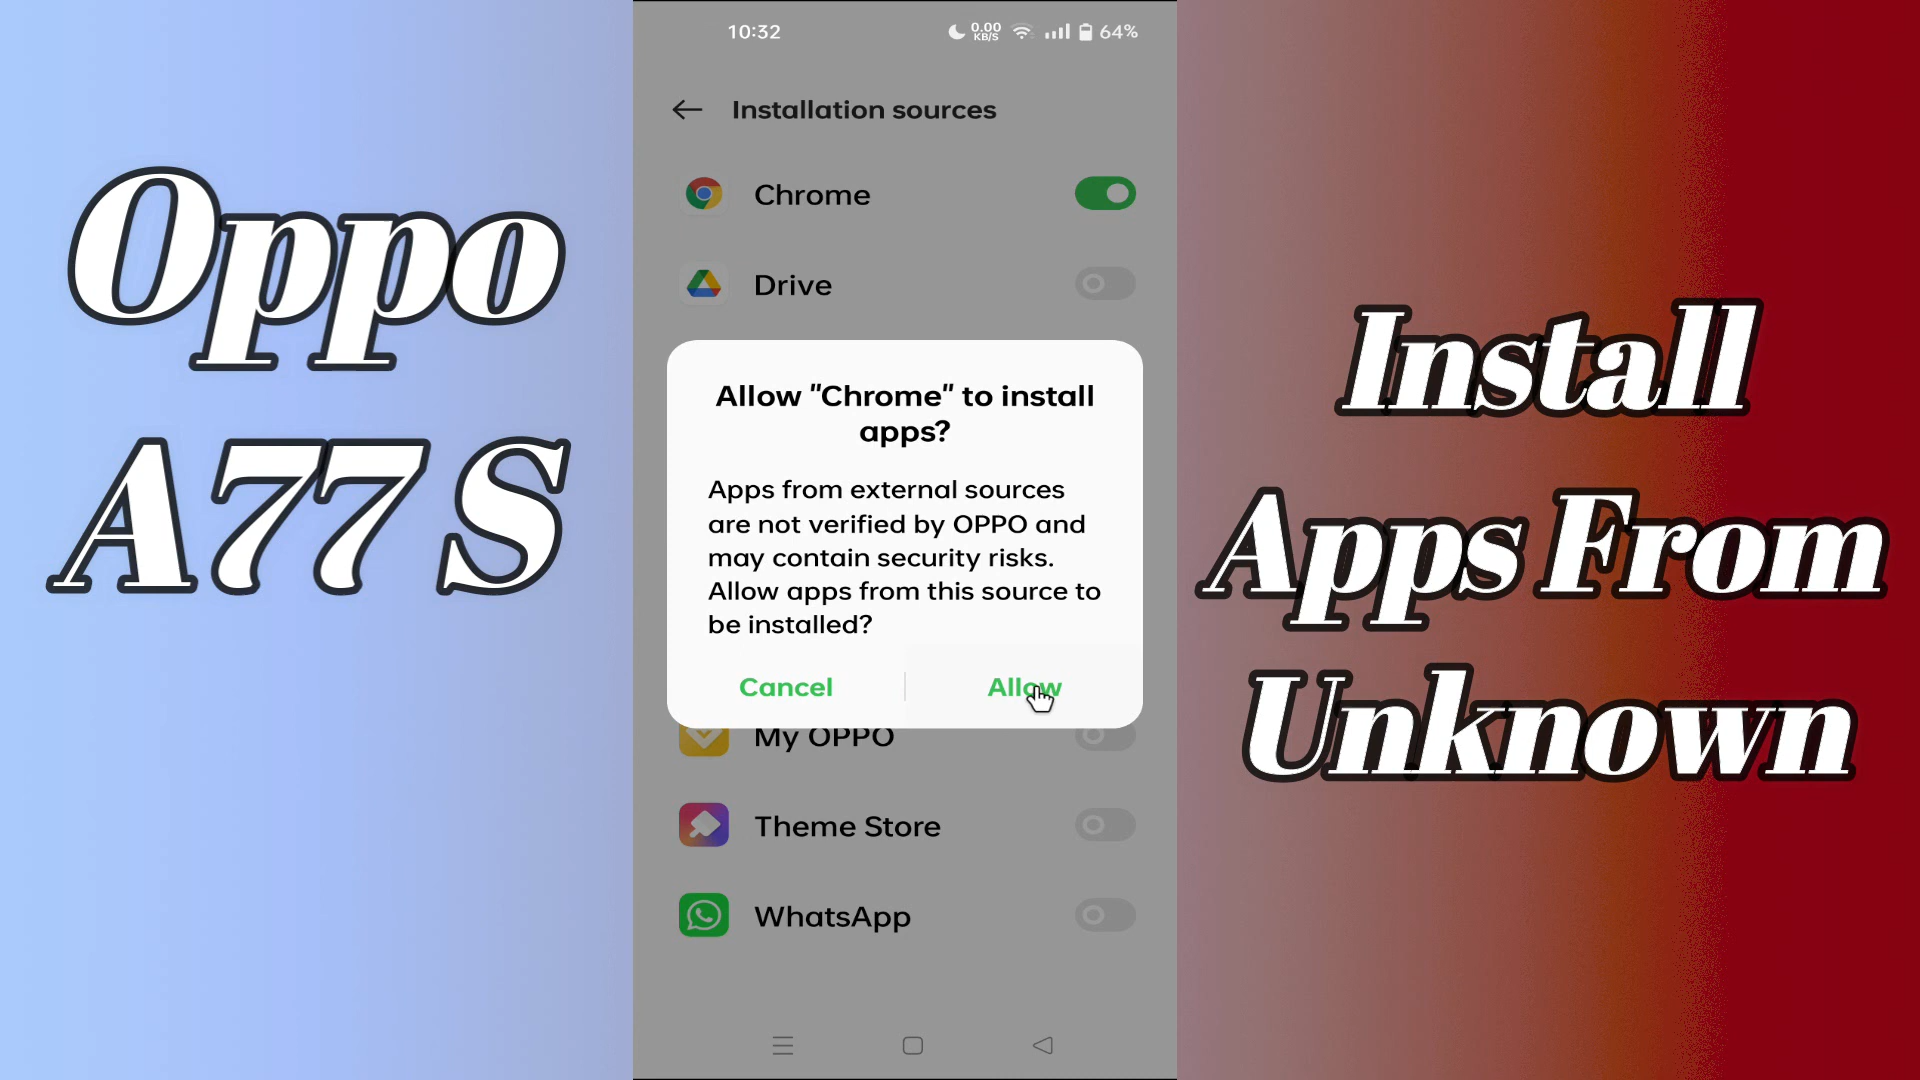 Oppo
A77 S
10:32
0.00
KB/S
64%
Installation sources
Chrome
Drive
Allow "Chrome" to install
apps?
Apps from external sources
are not verified by OPPO and
may contain security risks.
Allow apps from this source to
be installed?
Cancel
Allow
My OPPO
Theme Store
WhatsApp
Install
Apps From
Unknown